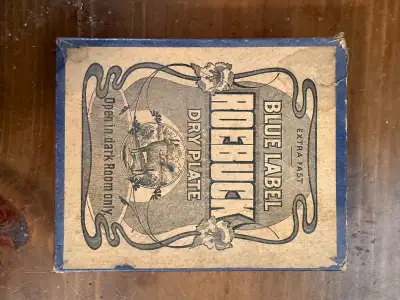 EXTRA FAST
BLUE LABEL
ROEBUCK
DRY PLATE
Open in dark Room only.